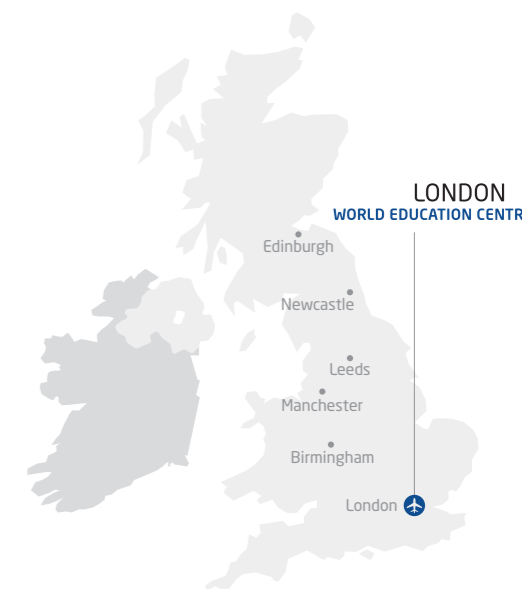 LONDON
WORLD EDUCATION CENTR
Edinburgh
Newcastle
Leeds
Manchester
Birmingham
London